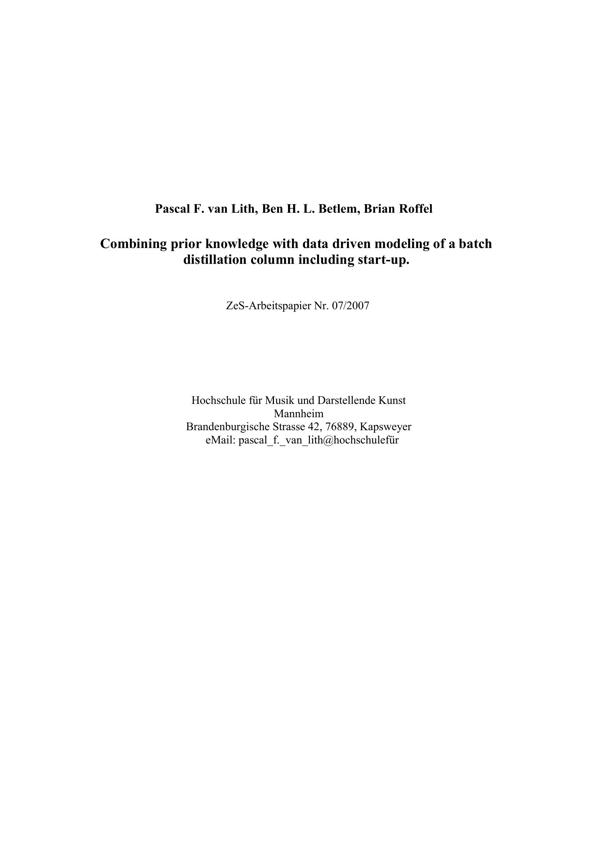 Pascal F. van Lith, Ben H. L. Betlem, Brian Roffel
Combining prior knowledge with data driven modeling of a batch
distillation column including start-up.
ZeS-Arbeitspapier Nr. 07/2007
Hochschule für Musik und Darstellende Kunst
Mannheim
Brandenburgische Strasse 42, 76889, Kapsweyer
eMail: pascal_f._van_lith@hochschulefür